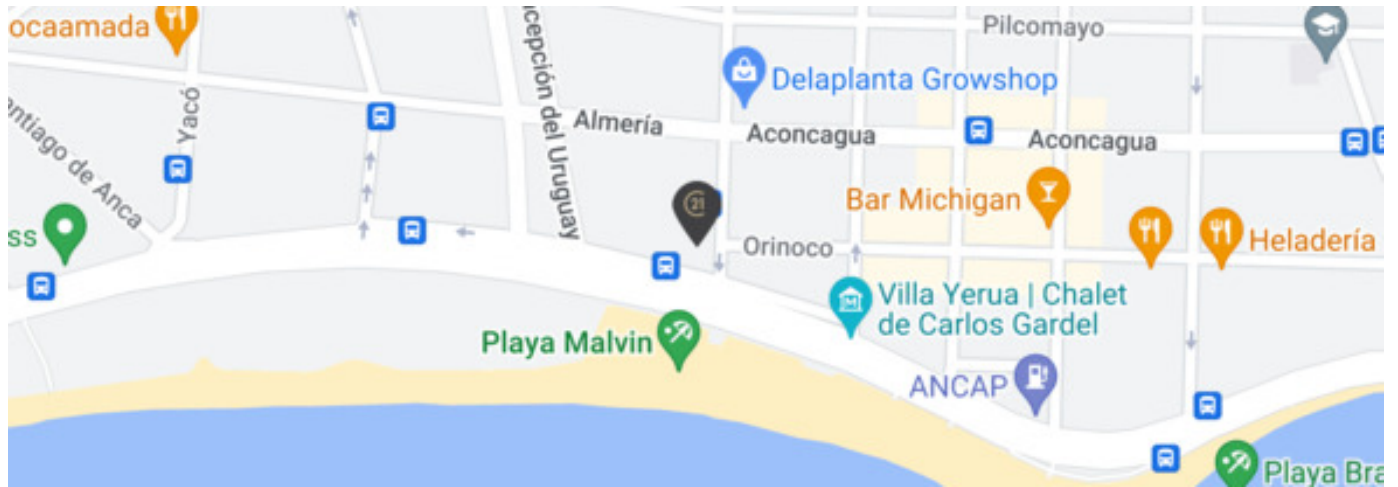 ocaamada
Pilcomayo
cepción del Uruguay
Delaplanta Growshop
Yacó
ntiago de Anca
Almería
Aconcagua
Aconcagua
Bar Michigan
21
ss
Orinoco
Heladería
Villa Yerua | Chalet
de Carlos Gardel
Playa Malvin
ANCAP
Playa Bra